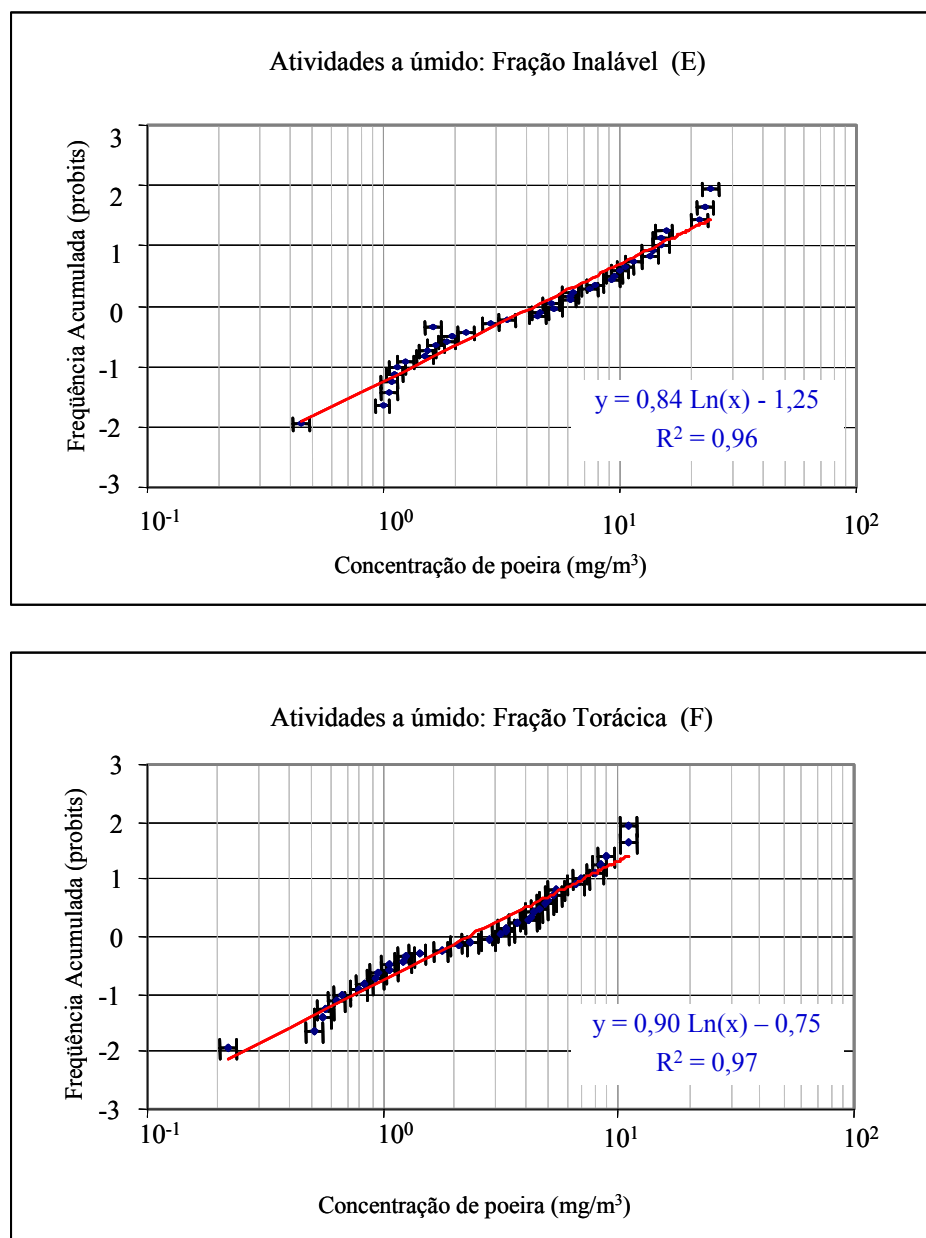 Atividades a úmido: Fração Inalável (E)
Freqüência Acumulada (probits)
3
2
1
0
-1
-2
-3
y = 0,84 Ln(x) - 1,25
R² = 0,96
10⁻¹ 10⁰ 10¹ 10²
Concentração de poeira (mg/m³)
Atividades a úmido: Fração Torácica (F)
Freqüência Acumulada (probits)
3
2
1
0
-1
-2
-3
y = 0,90 Ln(x) – 0,75
R² = 0,97
10⁻¹ 10⁰ 10¹ 10²
Concentração de poeira (mg/m³)